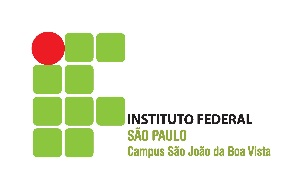 INSTITUTO FEDERAL
SÃO PAULO
Campus São João da Boa Vista